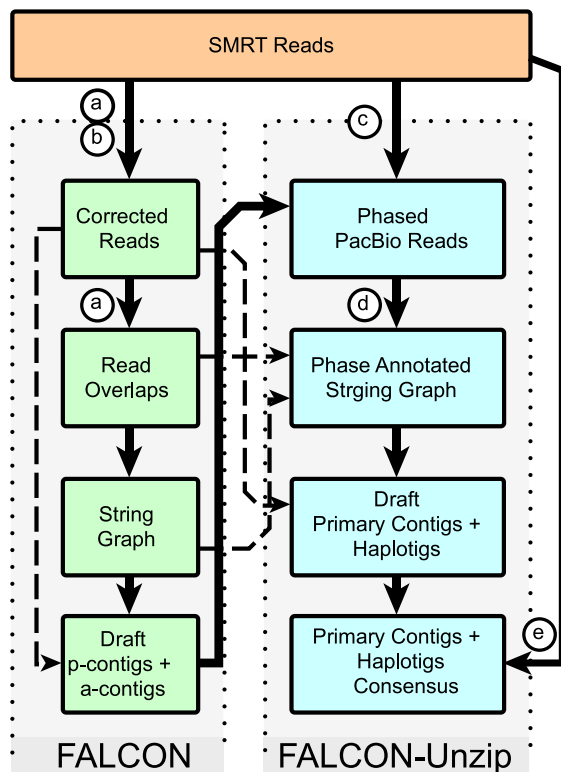 SMRT Reads
a
b
c
Corrected
Reads
Phased
PacBio Reads
a
d
Read
Overlaps
Phase Annotated
Strging Graph
String
Graph
Draft
Primary Contigs +
Haplotigs
Draft
p-contigs +
a-contigs
Primary Contigs +
Haplotigs
Consensus
e
FALCON
FALCON-Unzip